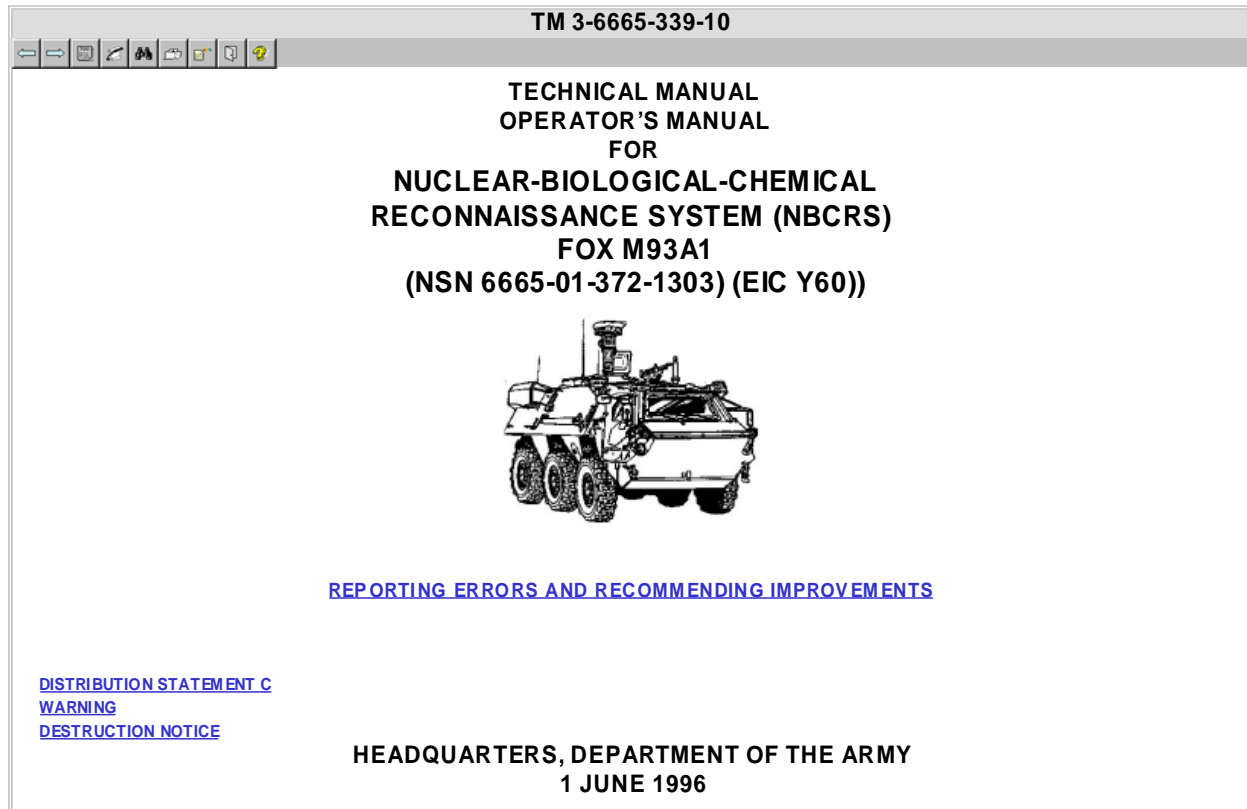 TM 3-6665-339-10
TECHNICAL MANUAL
OPERATOR’S MANUAL
FOR
NUCLEAR-BIOLOGICAL-CHEMICAL
RECONNAISSANCE SYSTEM (NBCRS)
FOX M93A1
(NSN 6665-01-372-1303) (EIC Y60))
REPORTING ERRORS AND RECOMMENDING IMPROVEMENTS
DISTRIBUTION STATEMENT C
WARNING
DESTRUCTION NOTICE
HEADQUARTERS, DEPARTMENT OF THE ARMY
1 JUNE 1996